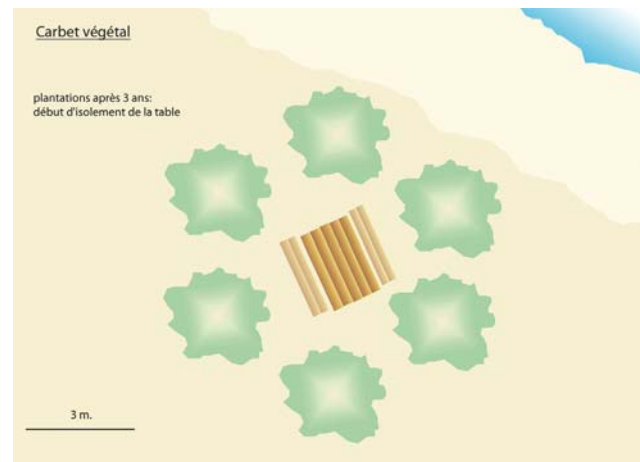 Carbet végétal
plantations après 3 ans:
début d'isolement de la table
3 m.